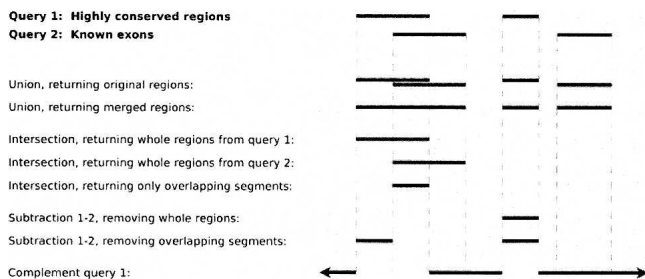 Query 1: Highly conserved regions
Query 2: Known exons
Union, returning original regions:
Union, returning merged regions:
Intersection, returning whole regions from query 1:
Intersection, returning whole regions from query 2:
Intersection, returning only overlapping segments:
Subtraction 1-2, removing whole regions:
Subtraction 1-2, removing overlapping segments:
Complement query 1: